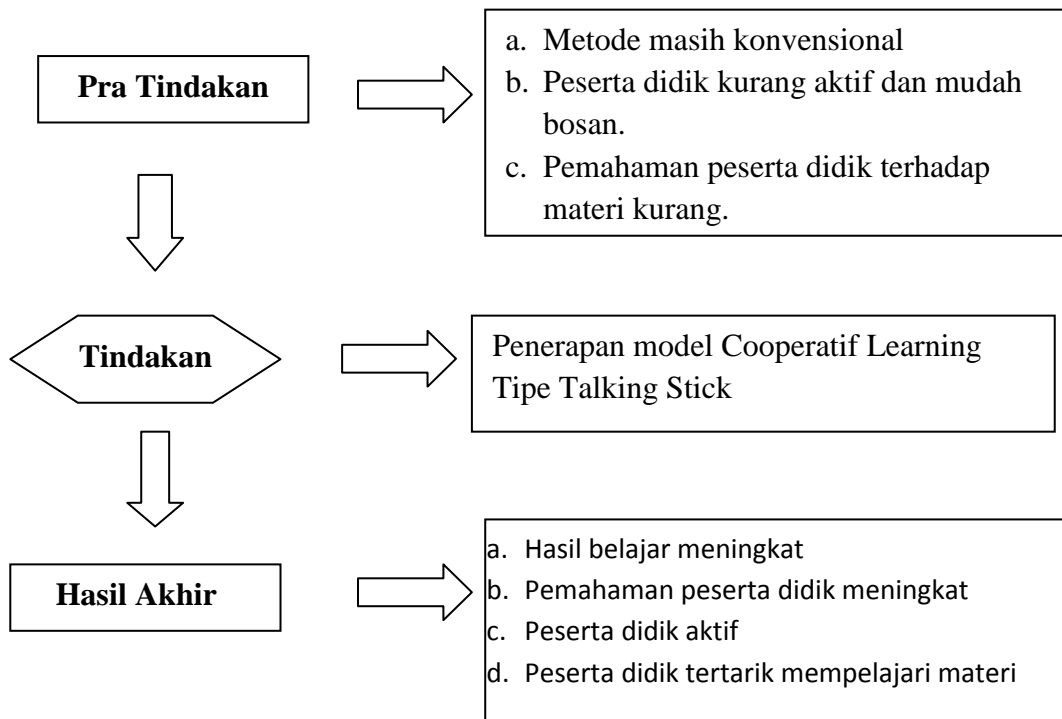 Pra Tindakan
a. Metode masih konvensional
b. Peserta didik kurang aktif dan mudah
bosan.
c. Pemahaman peserta didik terhadap
materi kurang.
Tindakan
Penerapan model Cooperatif Learning
Tipe Talking Stick
Hasil Akhir
a. Hasil belajar meningkat
b. Pemahaman peserta didik meningkat
c. Peserta didik aktif
d. Peserta didik tertarik mempelajari materi